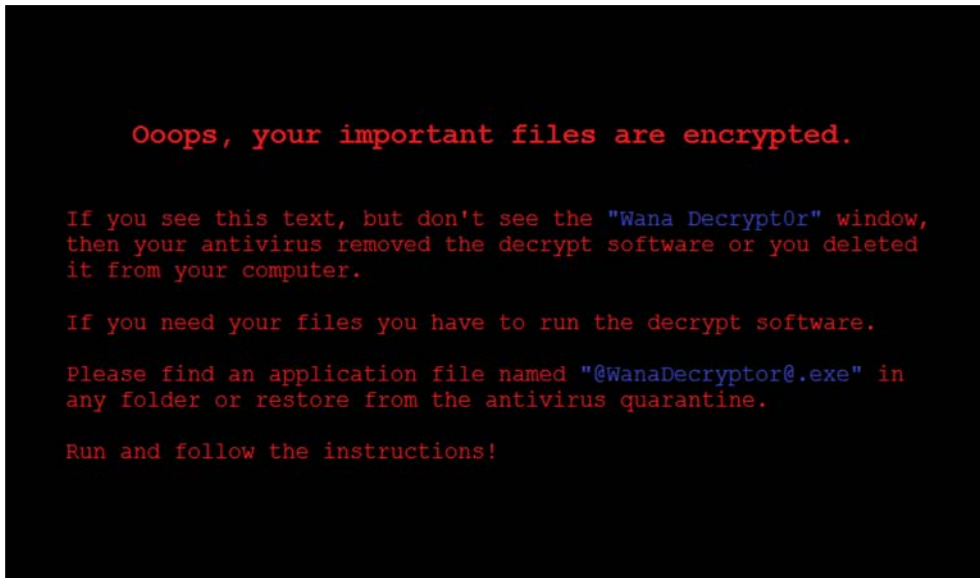 Ooops, your important files are encrypted.
If you see this text, but don't see the "Wana Decrypt0r" window,
then your antivirus removed the decrypt software or you deleted
it from your computer.
If you need your files you have to run the decrypt software.
Please find an application file named "@WanaDecryptor@.exe" in
any folder or restore from the antivirus quarantine.
Run and follow the instructions!